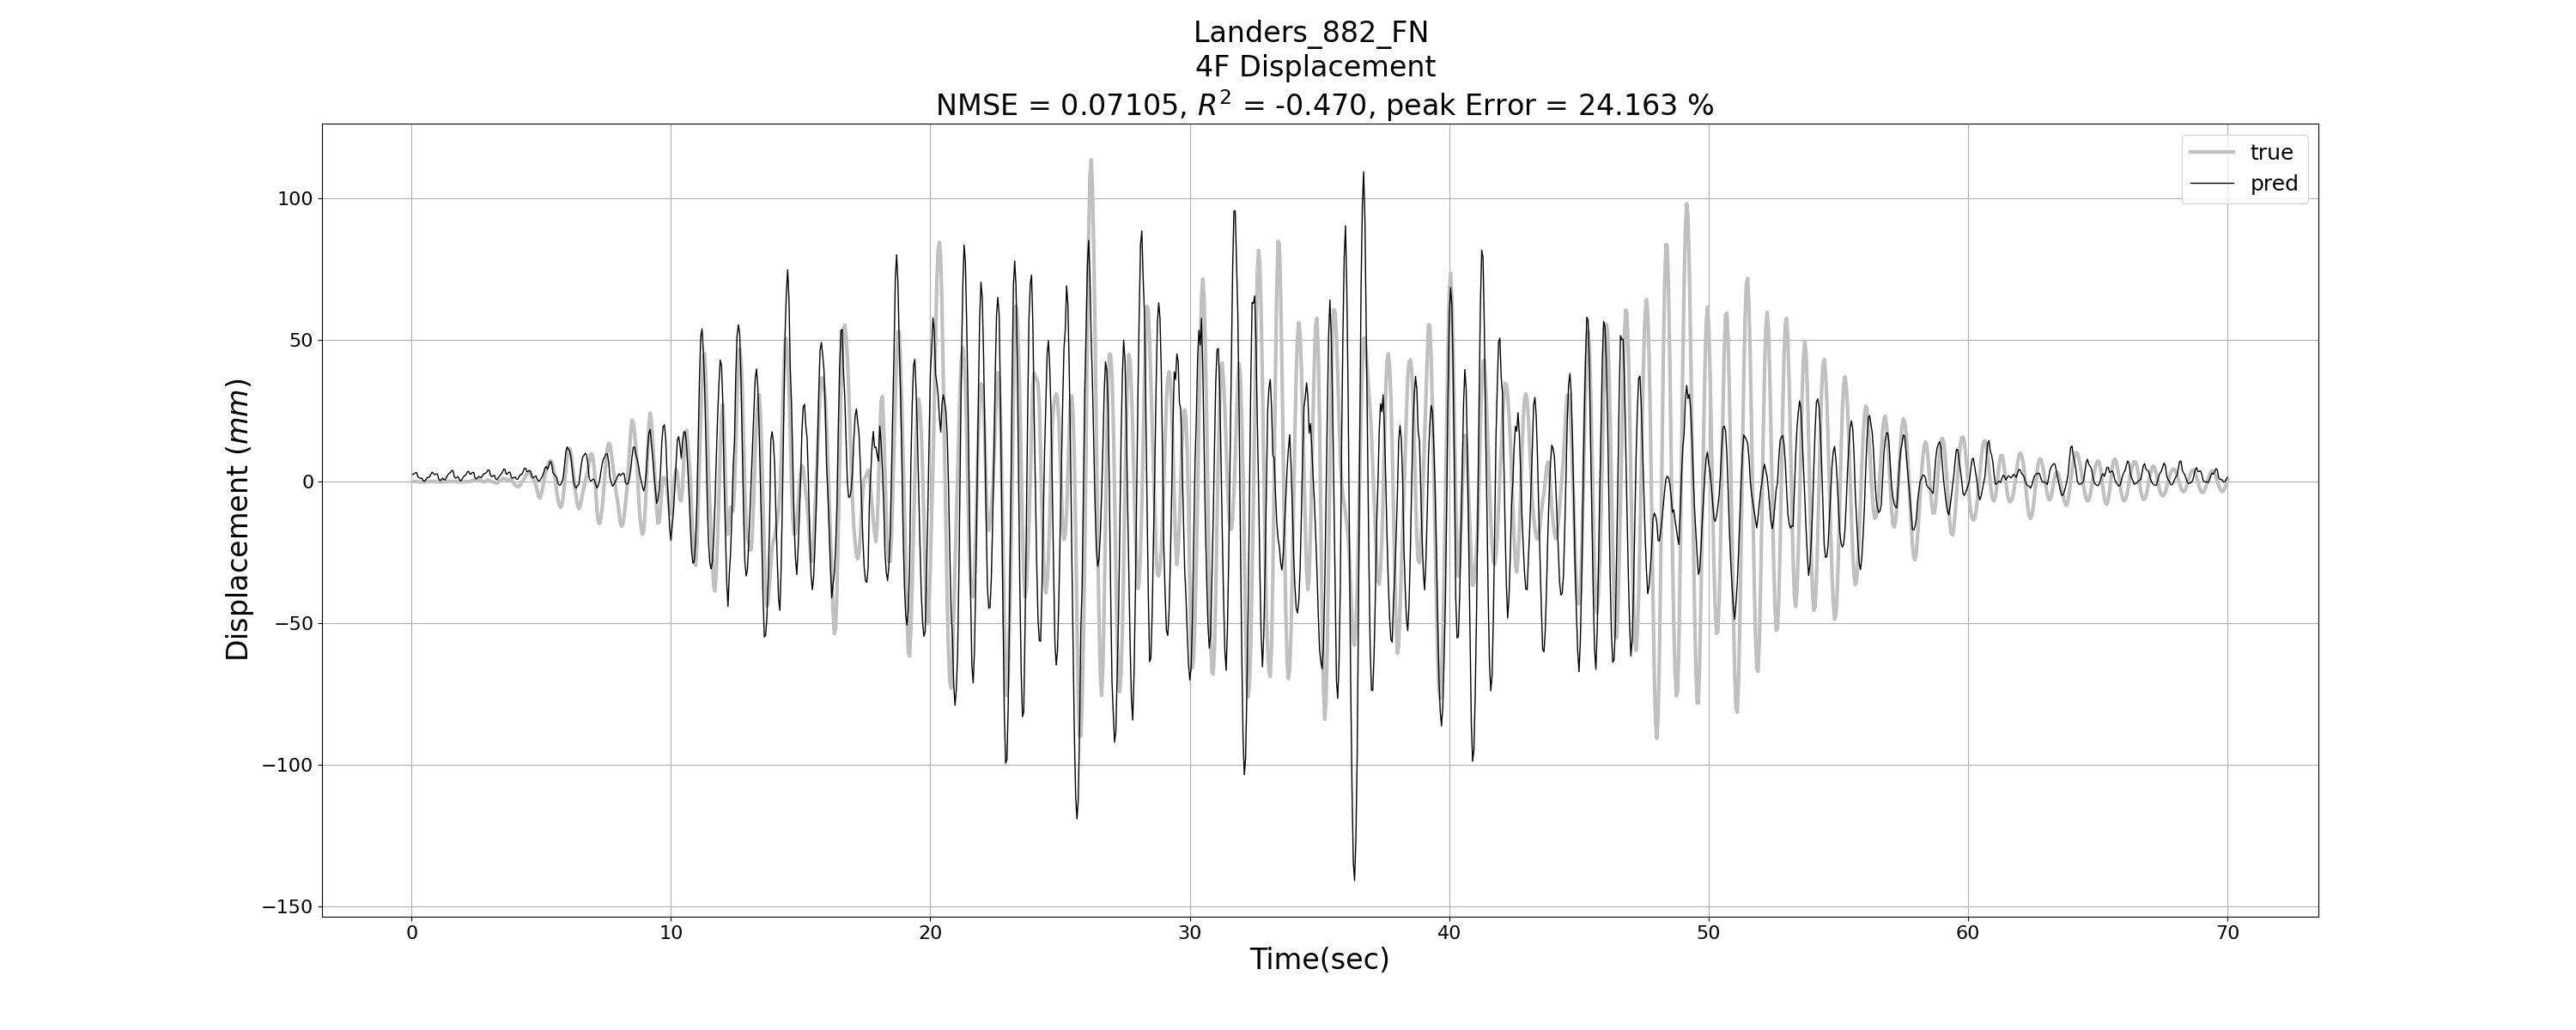 Landers_882_FN
4F Displacement
NMSE = 0.07105, R² = -0.470, peak Error = 24.163 %
true
pred
Displacement (mm)
100
50
0
−50
−100
−150
0 10 20 30 40 50 60 70
Time(sec)